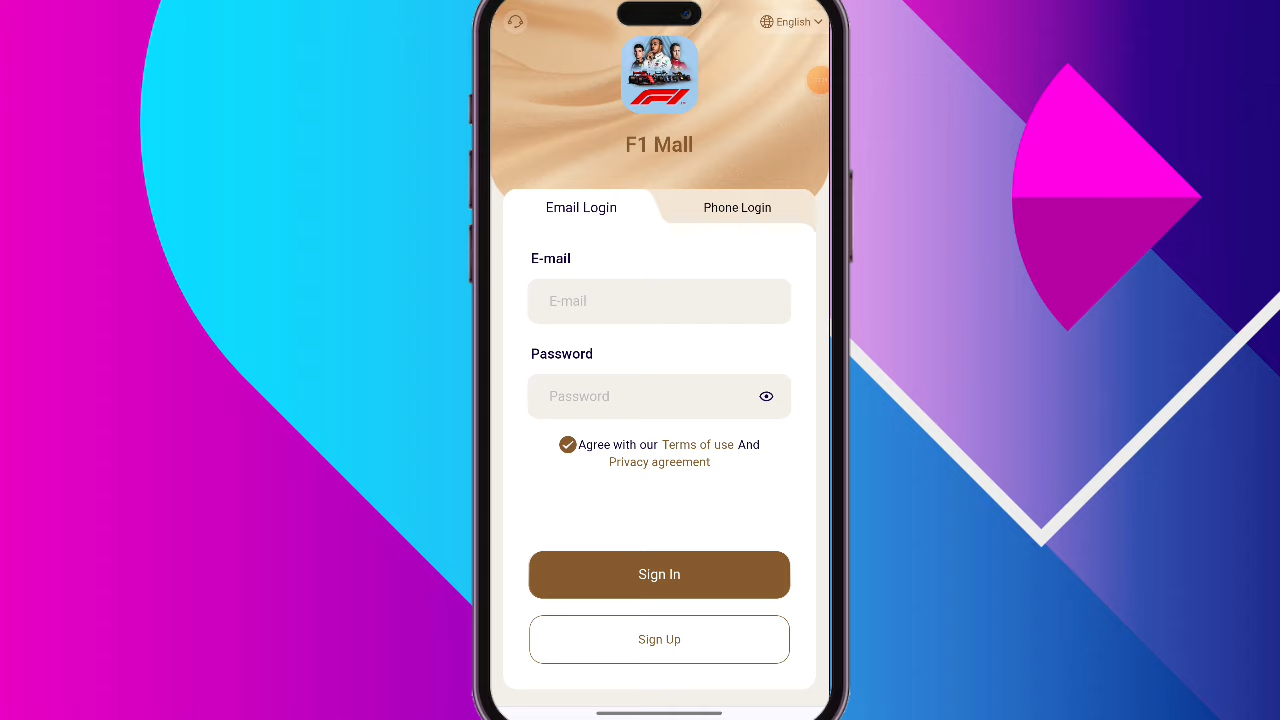 English
F1 Mall
Email Login
Phone Login
E-mail
E-mail
Password
Password
Agree with our Terms of use And
Privacy agreement
Sign In
Sign Up